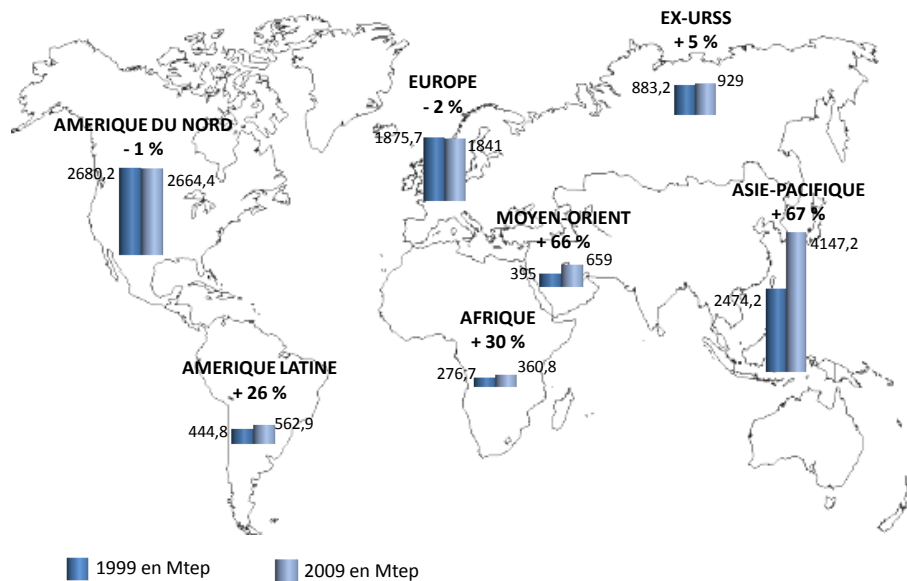 EX-URSS
+ 5 %
883,2
929
EUROPE
- 2 %
1875,7
1841
AMERIQUE DU NORD
- 1 %
2680,2
2664,4
ASIE-PACIFIQUE
+ 67 %
2474,2
4147,2
MOYEN-ORIENT
+ 66 %
395
659
AFRIQUE
+ 30 %
276,7
360,8
AMERIQUE LATINE
+ 26 %
444,8
562,9
1999 en Mtep
2009 en Mtep